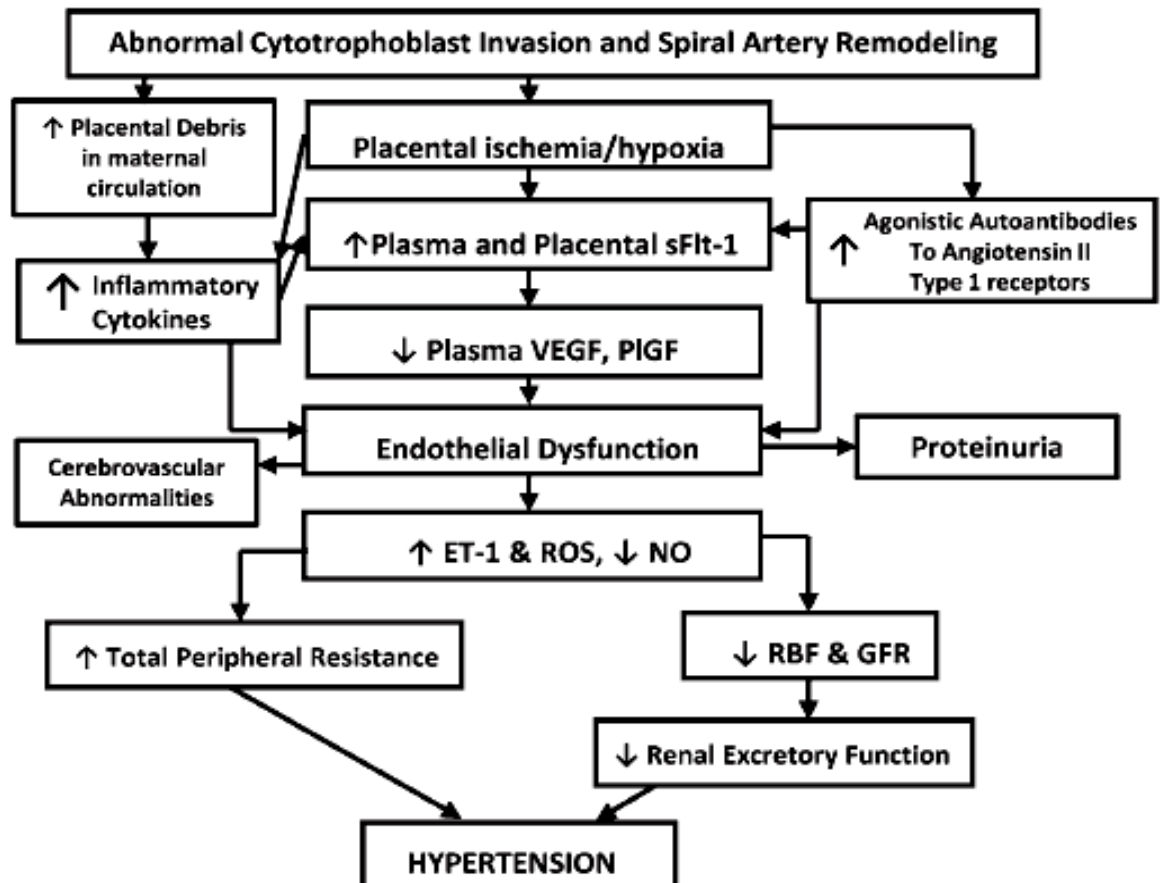 Abnormal Cytotrophoblast Invasion and Spiral Artery Remodeling
↑ Placental Debris
in maternal
circulation
Placental ischemia/hypoxia
↑Plasma and Placental sFlt-1
↑ Agonistic Autoantibodies
To Angiotensin II
Type 1 receptors
↑ Inflammatory
Cytokines
↓ Plasma VEGF, PlGF
Endothelial Dysfunction
Proteinuria
Cerebrovascular
Abnormalities
↑ ET-1 & ROS, ↓ NO
↑ Total Peripheral Resistance
↓ RBF & GFR
↓ Renal Excretory Function
HYPERTENSION